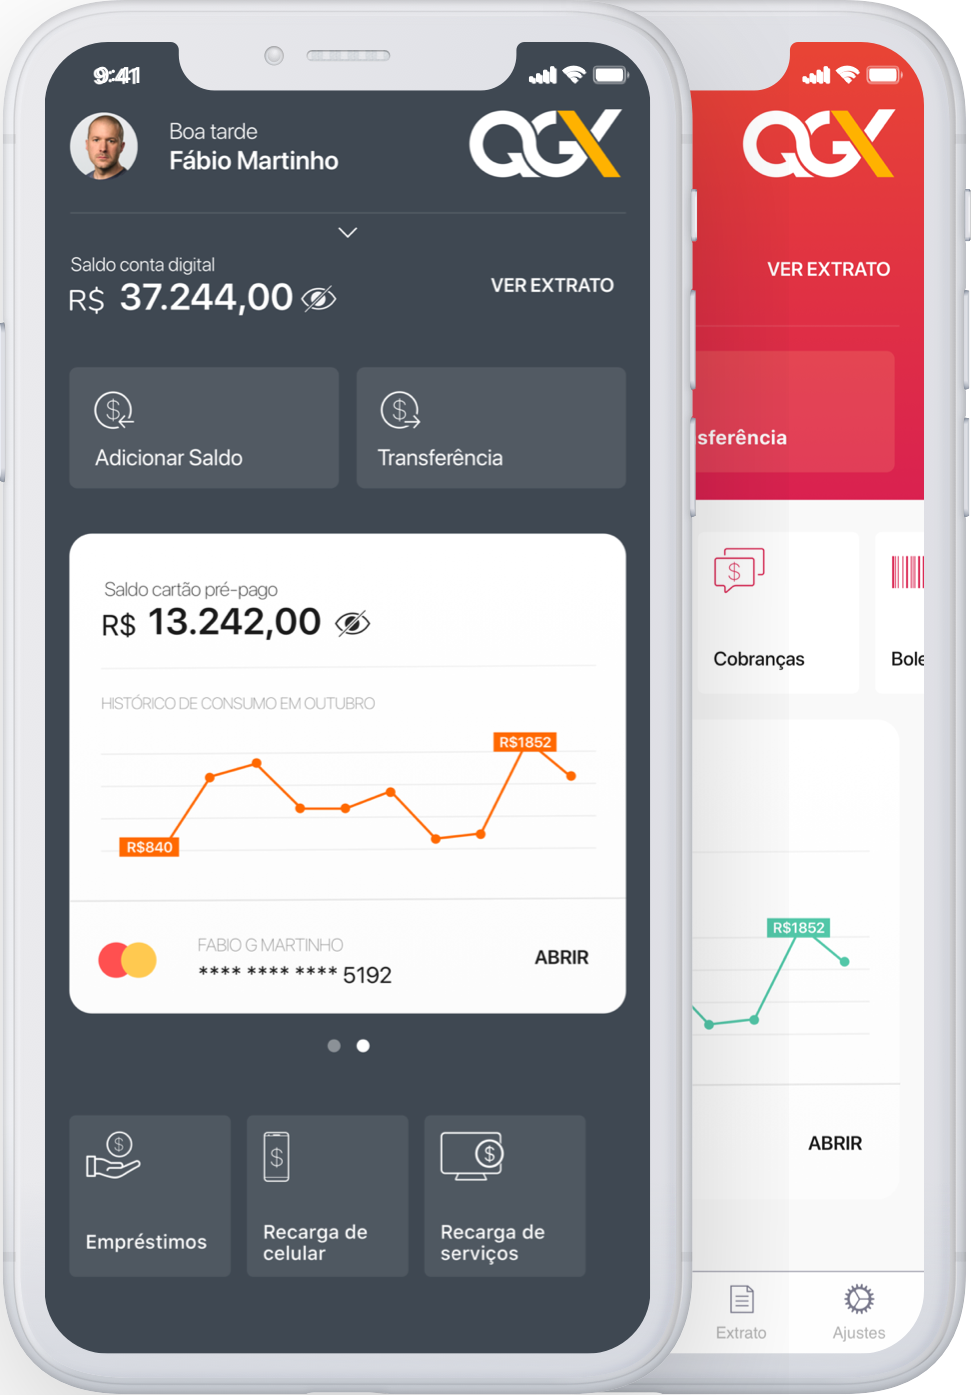 9:41
Boa tarde
Fábio Martinho
QGX
Saldo conta digital
R$ 37.244,00
VER EXTRATO
Adicionar Saldo
Transferência
Saldo cartão pré-pago
R$ 13.242,00
HISTÓRICO DE CONSUMO EM OUTUBRO
R$1852
R$840
FABIO G MARTINHO
**** **** **** 5192
ABRIR
Empréstimos
Recarga de
celular
Recarga de
serviços
QGX
VER EXTRATO
sferência
$
Cobranças
Bole
R$1852
ABRIR
Extrato
Ajustes